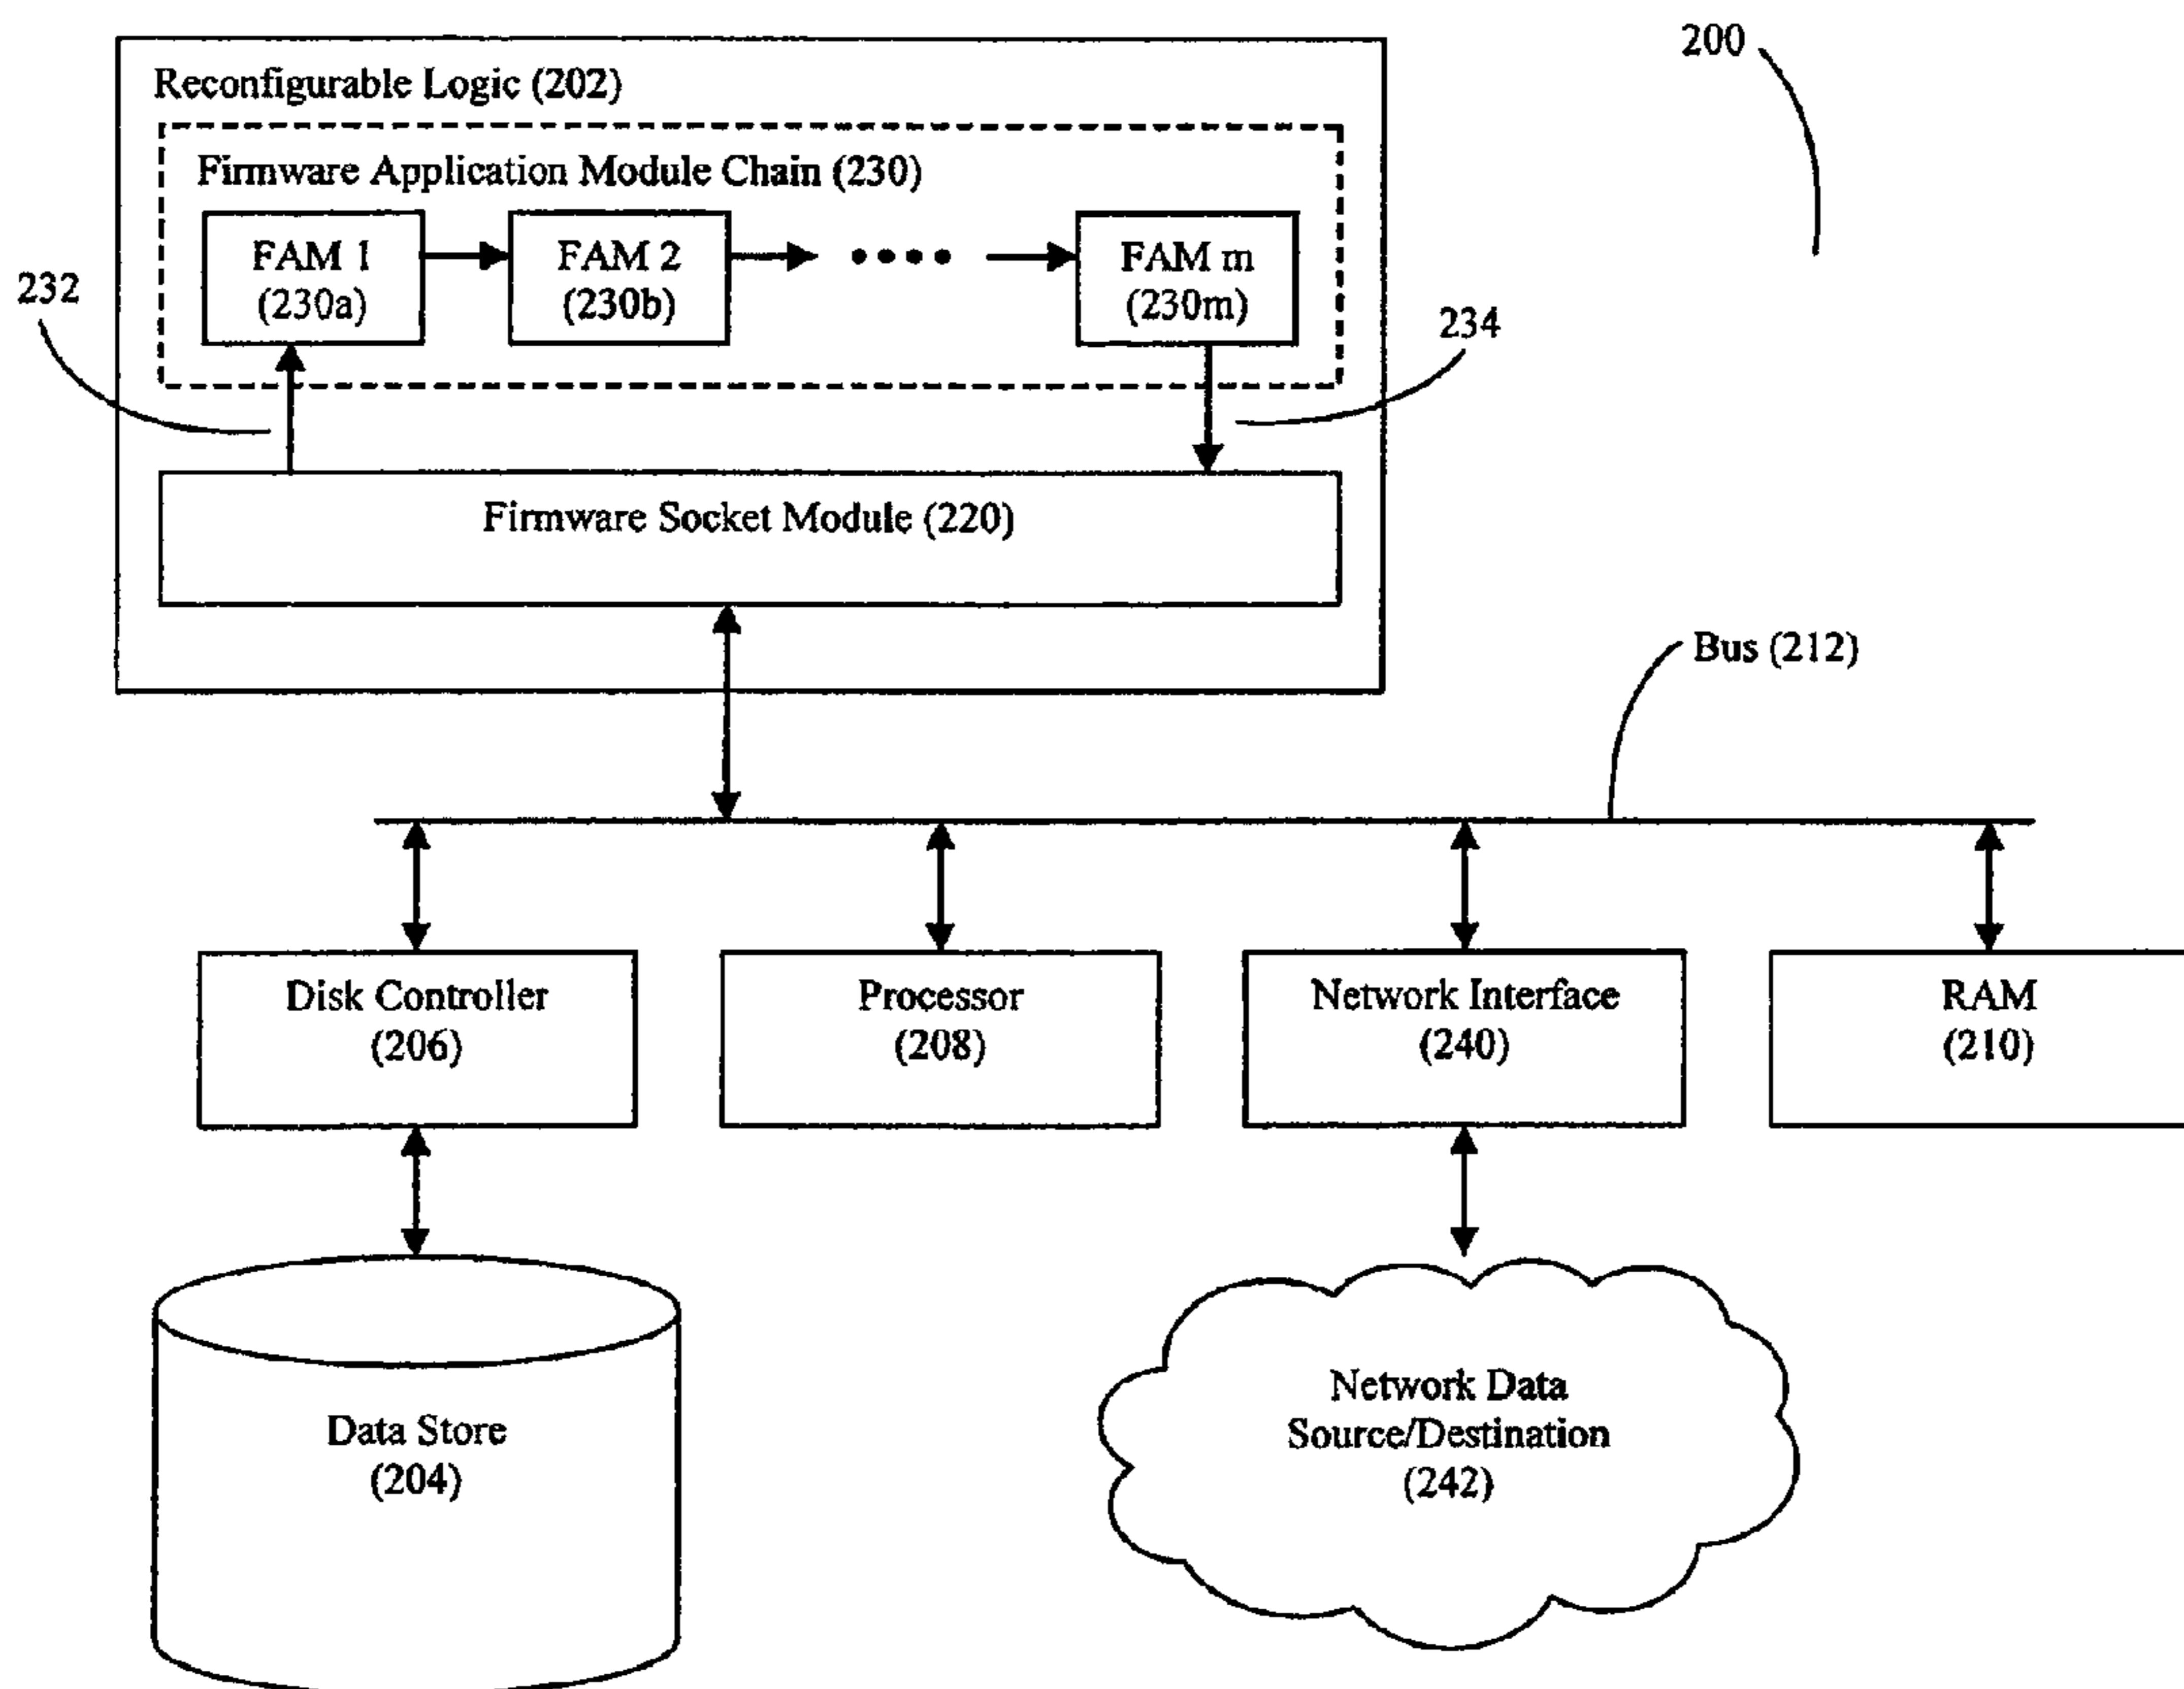 200
Reconfigurable Logic (202)
Firmware Application Module Chain (230)
FAM 1
(230a)
FAM 2
(230b)
FAM m
(230m)
232
234
Firmware Socket Module (220)
Bus (212)
Disk Controller
(206)
Processor
(208)
Network Interface
(240)
RAM
(210)
Data Store
(204)
Network Data
Source/Destination
(242)